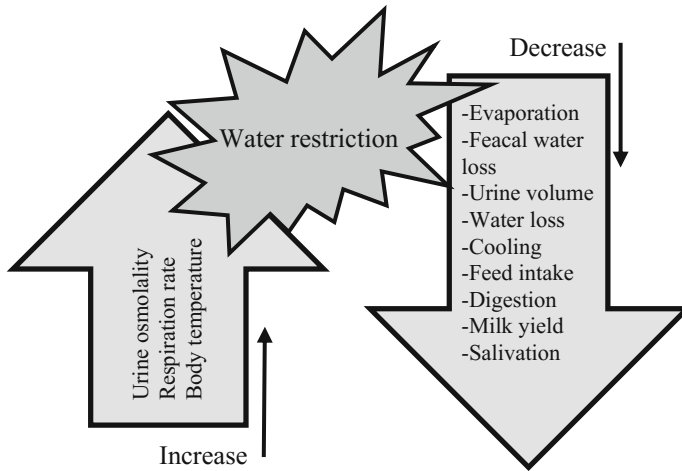 Decrease
Water restriction
-Evaporation
-Feacal water
loss
-Urine volume
-Water loss
-Cooling
-Feed intake
-Digestion
-Milk yield
-Salivation
Urine osmolality
Respiration rate
Body temperature
Increase